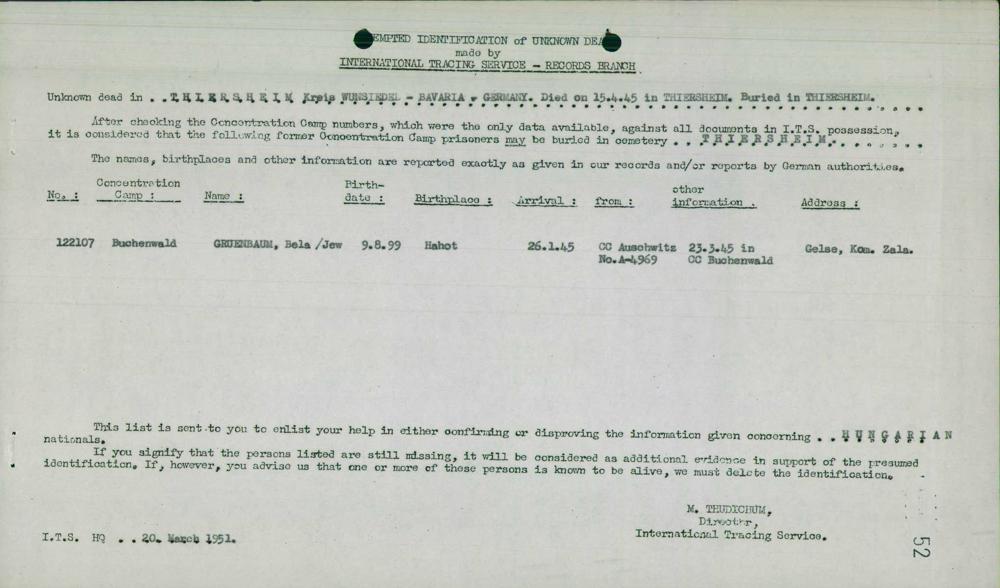 EMPTED IDENTIFICATION of UNKNOWN DEA
made by
INTERNATIONAL TRACING SERVICE - RECORDS BRANCH
Unknown dead in . . THIERSHEIM Kreis WUNSIEDEL - BAVARIA - GERMANY. Died on 15.4.45 in THIERSHEIM. Buried in THIERSHEIM.
After checking the Concentration Camp numbers, which were the only data available, against all documents in I.T.S. possession,
it is considered that the following former Concentration Camp prisoners may be buried in cemetery . . THIERSHEIM.
The names, birthplaces and other information are reported exactly as given in our records and/or reports by German authorities.
No. : Concentration Camp : Name : Birth-date : Birthplace : Arrival : from : other information . Address :
122107 Buchenwald GRUENBAUM, Bela /Jew 9.8.99 Hahot 26.1.45 CC Auschwitz 23.3.45 in Gelse, Kom. Zala.
No.A-4969 CC Buchenwald
This list is sent to you to enlist your help in either confirming or disproving the information given concerning . . HUNGARIAN
nationals.
If you signify that the persons listed are still missing, it will be considered as additional evidence in support of the presumed
identification. If, however, you advise us that one or more of these persons is known to be alive, we must delete the identification.
M. THUDICHUM,
Director,
International Tracing Service.
I.T.S. HQ . . 20. March 1951.
52